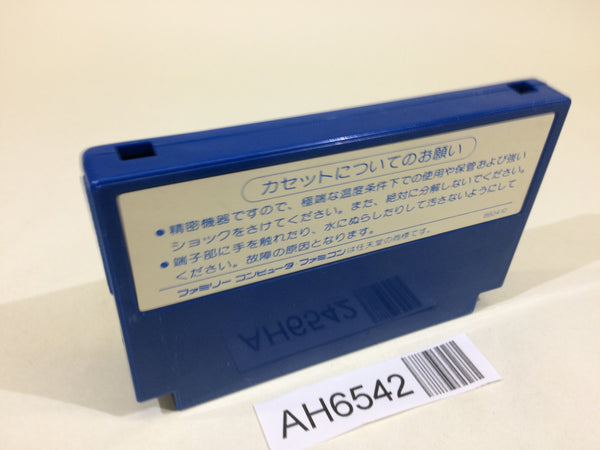 カセットについてのお願い
●精密機器ですので、極端な温度条件下での使用や保管および強い
ショックをさけてください。また、絶対に分解しないでください。
●端子部に手を触れたり、水にぬらしたりして汚さないようにして
ください。故障の原因となります。
ファミリー コンピュータ ファミコンは任天堂の商標です。
AH6542
AH6542